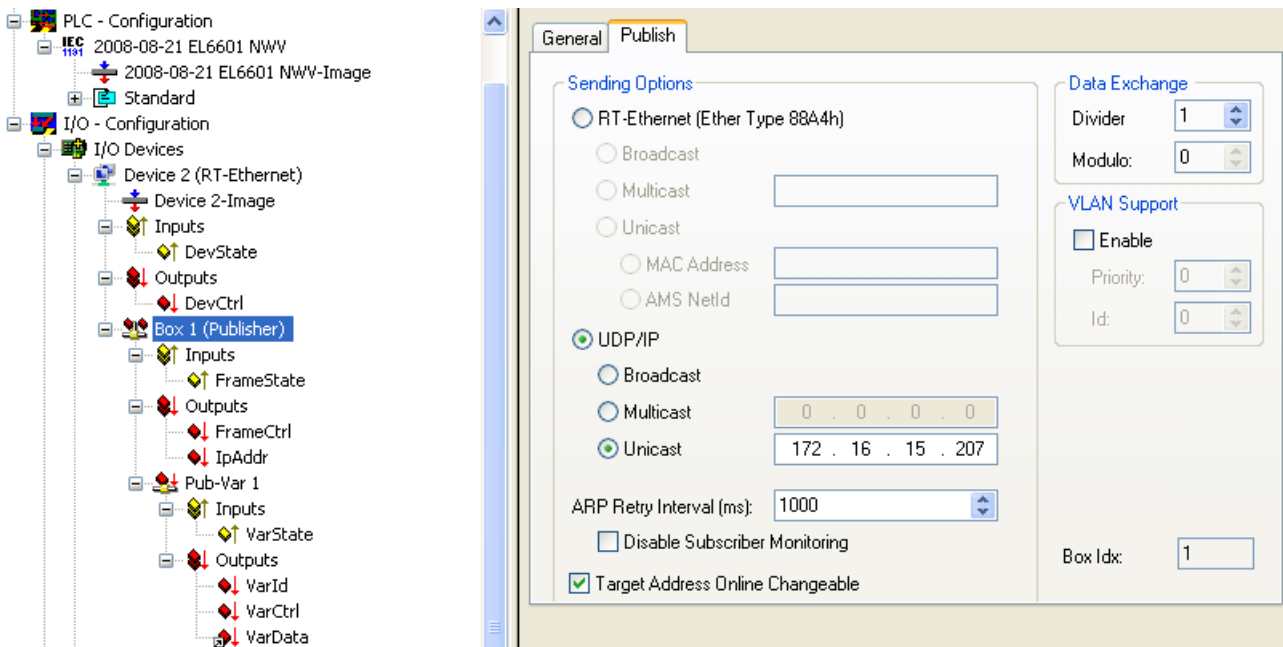 PLC - Configuration
IEC 1131 2008-08-21 EL6601 NWV
2008-08-21 EL6601 NWV-Image
Standard
I/O - Configuration
I/O Devices
Device 2 (RT-Ethernet)
Device 2-Image
Inputs
DevState
Outputs
DevCtrl
Box 1 (Publisher)
Inputs
FrameState
Outputs
FrameCtrl
IpAddr
Pub-Var 1
Inputs
VarState
Outputs
VarId
VarCtrl
VarData
General Publish
Sending Options
RT-Ethernet (Ether Type 88A4h)
Broadcast
Multicast
Unicast
MAC Address
AMS NetId
UDP/IP
Broadcast
Multicast 0 . 0 . 0 . 0
Unicast 172 . 16 . 15 . 207
ARP Retry Interval (ms): 1000
Disable Subscriber Monitoring
Target Address Online Changeable
Data Exchange
Divider 1
Modulo: 0
VLAN Support
Enable
Priority: 0
Id: 0
Box Idx: 1